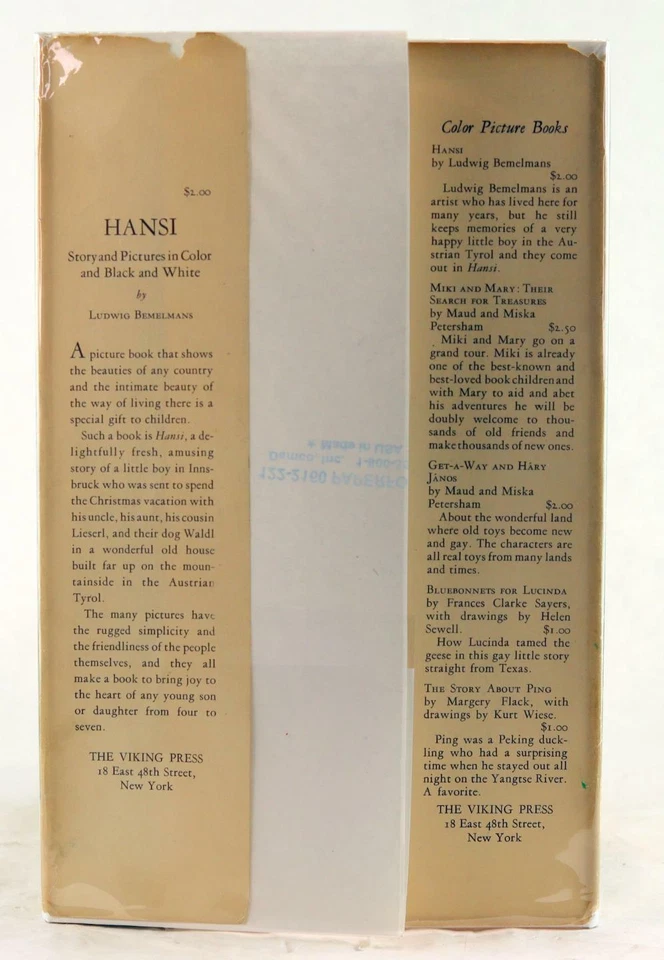 $2.00
HANSI
Story and Pictures in Color
and Black and White
by
LUDWIG BEMELMANS
A picture book that shows
the beauties of any country
and the intimate beauty of
the way of living there is a
special gift to children.
Such a book is Hansi, a de-
lightfully fresh, amusing
story of a little boy in Inns-
bruck who was sent to spend
the Christmas vacation with
his uncle, his aunt, his cousin
Lieserl, and their dog Waldl
in a wonderful old house
built far up on the moun-
tainside in the Austrian
Tyrol.
The many pictures have
the rugged simplicity and
the friendliness of the people
themselves, and they all
make a book to bring joy to
the heart of any young son
or daughter from four to
seven.
THE VIKING PRESS
18 East 48th Street,
New York
★ Made in USA
Demco, Inc. 1-800-
122-2160 PAPERFO
Color Picture Books
HANSI
by Ludwig Bemelmans
$2.00
Ludwig Bemelmans is an
artist who has lived here for
many years, but he still
keeps memories of a very
happy little boy in the Au-
strian Tyrol and they come
out in Hansi.
MIKI AND MARY: THEIR
SEARCH FOR TREASURES
by Maud and Miska
Petersham $2.50
Miki and Mary go on a
grand tour. Miki is already
one of the best-known and
best-loved book children and
with Mary to aid and abet
his adventures he will be
doubly welcome to thou-
sands of old friends and
make thousands of new ones.
GET-A-WAY AND HÁRY
JÁNOS
by Maud and Miska
Petersham $2.00
About the wonderful land
where old toys become new
and gay. The characters are
all real toys from many lands
and times.
BLUEBONNETS FOR LUCINDA
by Frances Clarke Sayers,
with drawings by Helen
Sewell. $1.00
How Lucinda tamed the
geese in this gay little story
straight from Texas.
THE STORY ABOUT PING
by Margery Flack, with
drawings by Kurt Wiese.
$1.00
Ping was a Peking duck-
ling who had a surprising
time when he stayed out all
night on the Yangtse River.
A favorite.
THE VIKING PRESS
18 East 48th Street,
New York